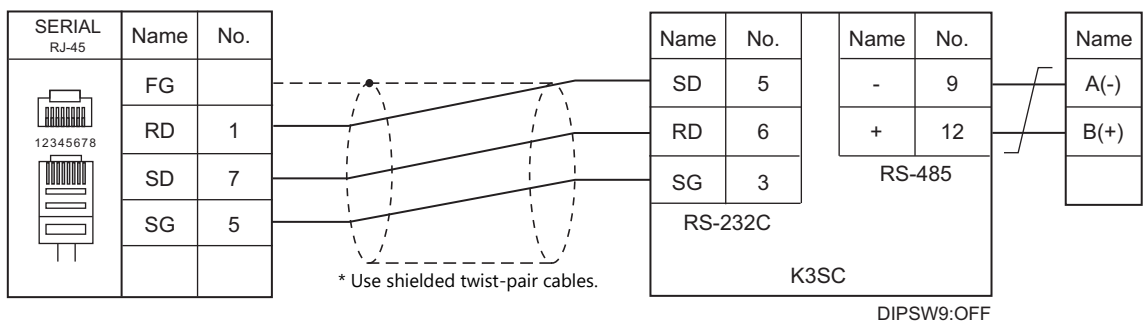 SERIAL
RJ-45
Name No.
FG
RD 1
SD 7
SG 5
12345678
* Use shielded twist-pair cables.
Name No.
SD 5
RD 6
SG 3
RS-232C
Name No.
- 9
+ 12
RS-485
K3SC
DIPSW9:OFF
Name
A(-)
B(+)